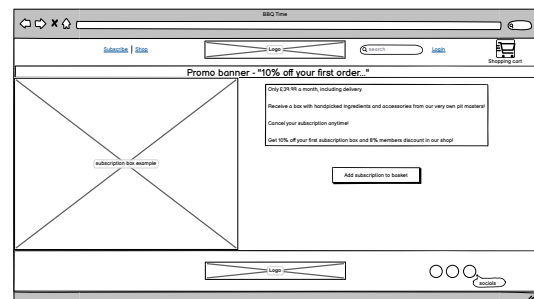 BBQ Time
Subscribe | Shop
Logo
search
Login
Shopping cart
Promo banner - "10% off your first order..."
subscription box example
Only £39.99 a month, including delivery.
Receive a box with handpicked ingredients and accessories from our very own pit masters!
Cancel your subscription anytime!
Get 10% off your first subscription box and 8% members discount in our shop!
Add subscription to basket
Logo
socials